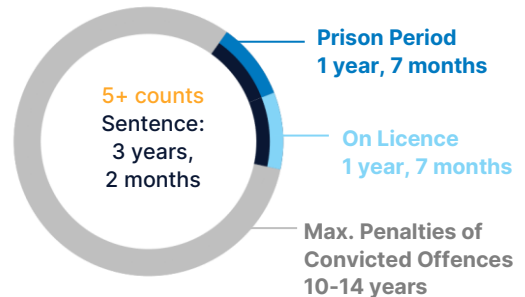 5+ counts
Sentence:
3 years,
2 months
Prison Period
1 year, 7 months
On Licence
1 year, 7 months
Max. Penalties of
Convicted Offences
10-14 years